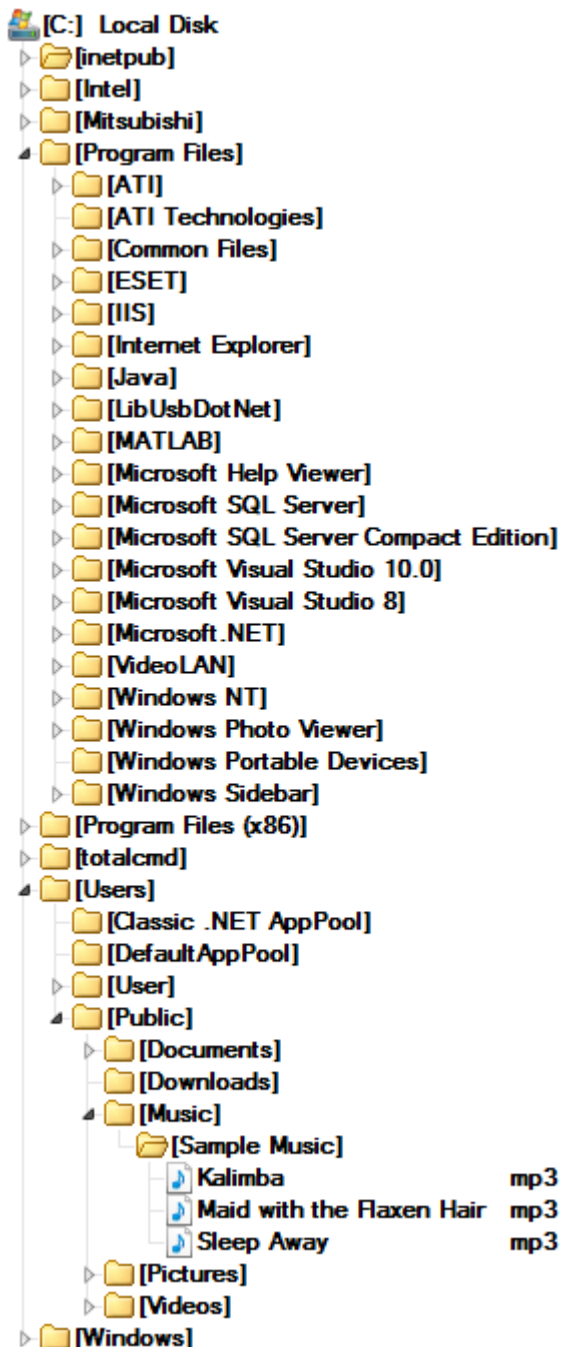 [C:] Local Disk
[inetpub]
[Intel]
[Mitsubishi]
[Program Files]
[ATI]
[ATI Technologies]
[Common Files]
[ESET]
[IIS]
[Internet Explorer]
[Java]
[LibUsbDotNet]
[MATLAB]
[Microsoft Help Viewer]
[Microsoft SQL Server]
[Microsoft SQL Server Compact Edition]
[Microsoft Visual Studio 10.0]
[Microsoft Visual Studio 8]
[Microsoft.NET]
[VideoLAN]
[Windows NT]
[Windows Photo Viewer]
[Windows Portable Devices]
[Windows Sidebar]
[Program Files (x86)]
[totalcmd]
[Users]
[Classic .NET AppPool]
[DefaultAppPool]
[User]
[Public]
[Documents]
[Downloads]
[Music]
[Sample Music]
Kalimba mp3
Maid with the Flaxen Hair mp3
Sleep Away mp3
[Pictures]
[Videos]
[Windows]